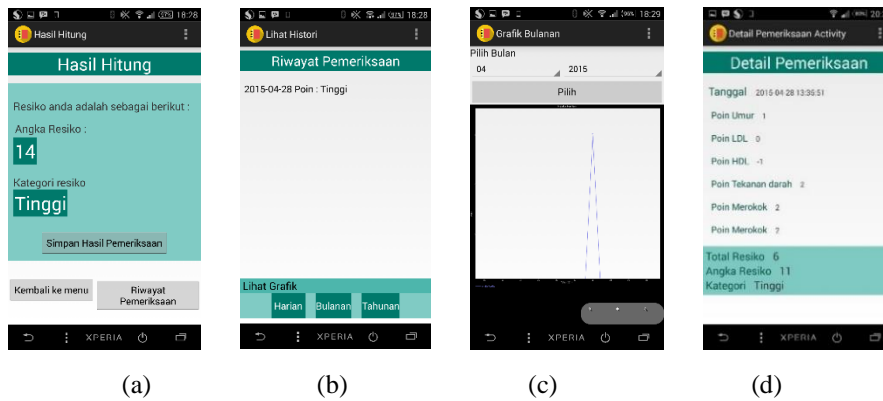 18:28
Hasil Hitung
Hasil Hitung
Resiko anda adalah sebagai berikut :
Angka Resiko :
14
Kategori resiko
Tinggi
Simpan Hasil Pemeriksaan
Kembali ke menu
Riwayat
Pemeriksaan
XPERIA
(a)
18:28
Lihat Histori
Riwayat Pemeriksaan
2015-04-28 Poin : Tinggi
Lihat Grafik
Harian Bulanan Tahunan
XPERIA
(b)
18:29
Grafik Bulanan
Pilih Bulan
04 2015
Pilih
XPERIA
(c)
Detail Pemeriksaan Activity
Detail Pemeriksaan
Tanggal 2015-04-28 13:35:51
Poin Umur 1
Poin LDL 0
Poin HDL -1
Poin Tekanan darah 2
Poin Merokok 2
Poin Merokok 2
Total Resiko 6
Angka Resiko 11
Kategori Tinggi
XPERIA
(d)